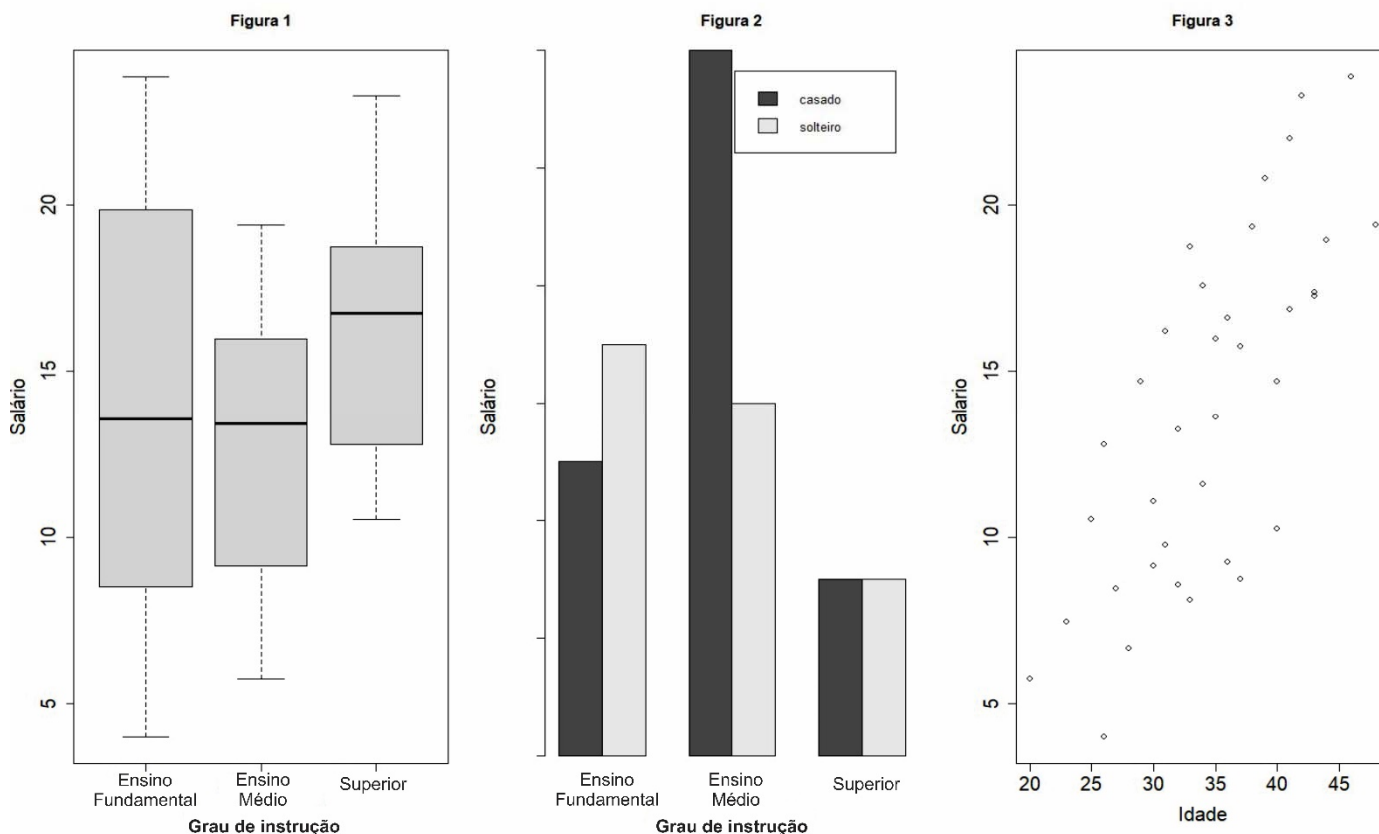 Figura 1
Salário
20
15
10
5
Ensino
Fundamental
Ensino
Médio
Superior
Grau de instrução
Figura 2
casado
solteiro
Salário
Ensino
Fundamental
Ensino
Médio
Superior
Grau de instrução
Figura 3
Salario
20
15
10
5
20 25 30 35 40 45
Idade